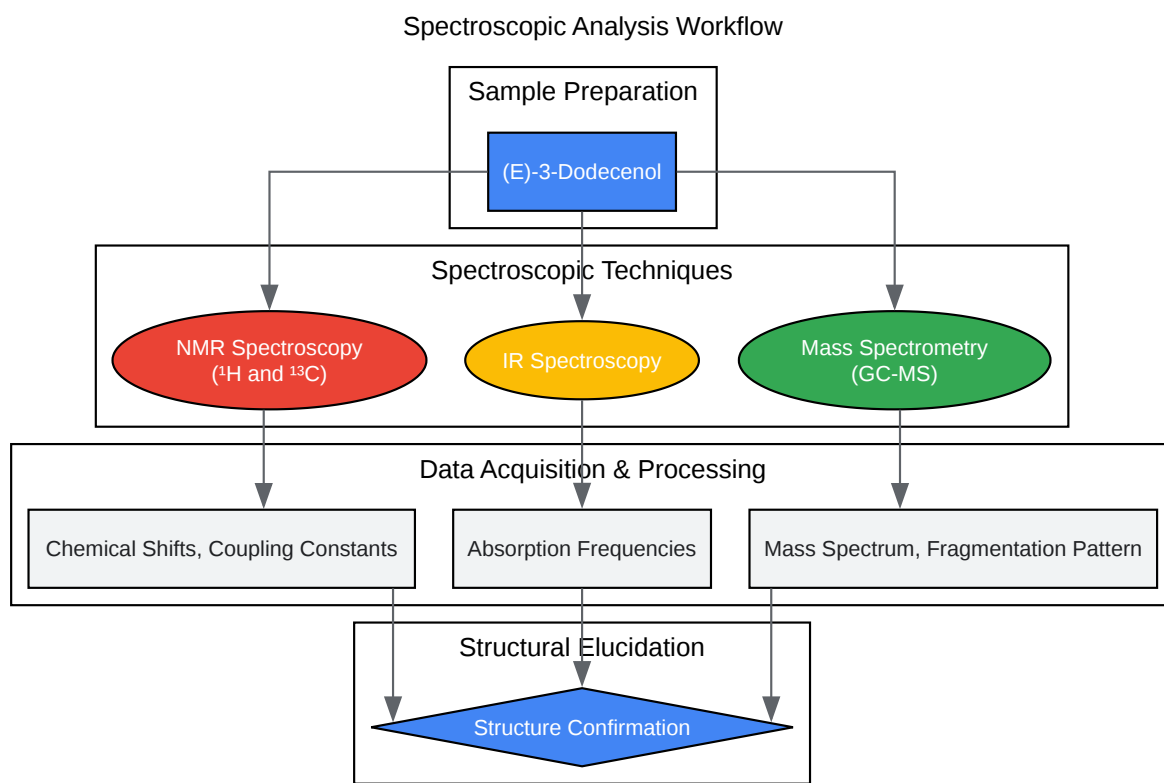 Spectroscopic Analysis Workflow
Sample Preparation
(E)-3-Dodecenol
Spectroscopic Techniques
NMR Spectroscopy
(¹H and ¹³C)
IR Spectroscopy
Mass Spectrometry
(GC-MS)
Data Acquisition & Processing
Chemical Shifts, Coupling Constants
Absorption Frequencies
Mass Spectrum, Fragmentation Pattern
Structural Elucidation
Structure Confirmation